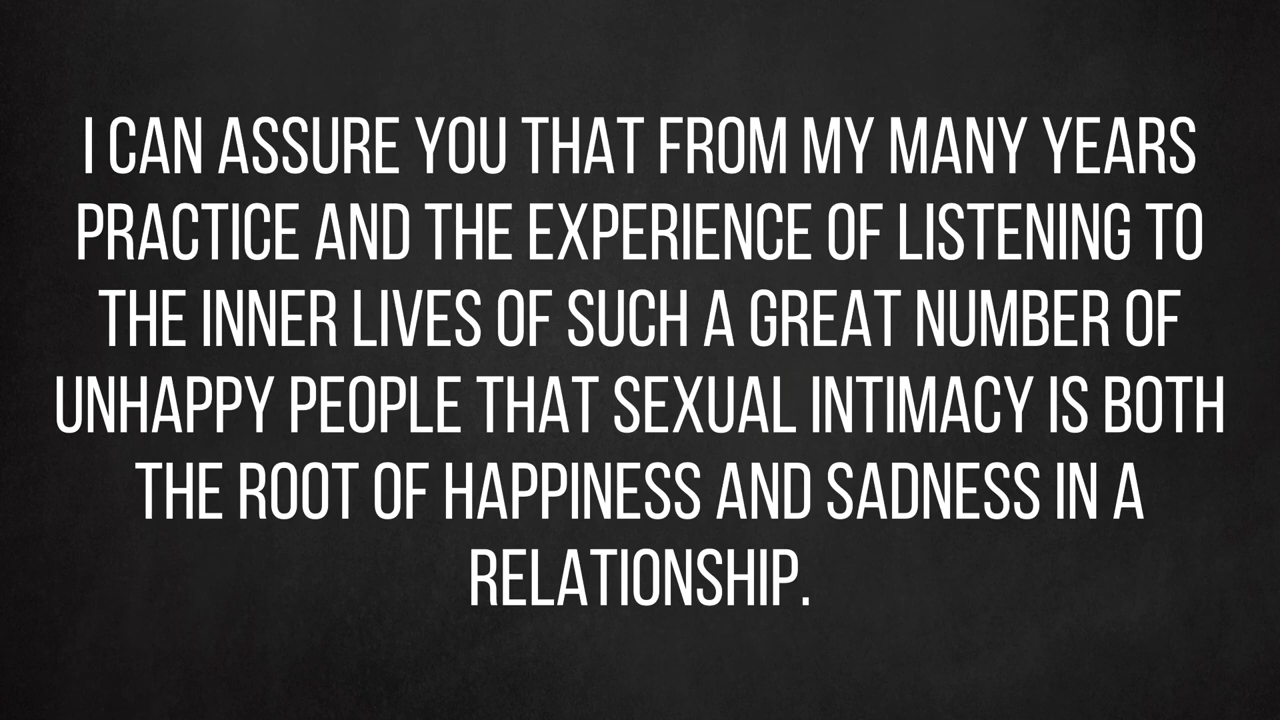 I CAN ASSURE YOU THAT FROM MY MANY YEARS
PRACTICE AND THE EXPERIENCE OF LISTENING TO
THE INNER LIVES OF SUCH A GREAT NUMBER OF
UNHAPPY PEOPLE THAT SEXUAL INTIMACY IS BOTH
THE ROOT OF HAPPINESS AND SADNESS IN A
RELATIONSHIP.